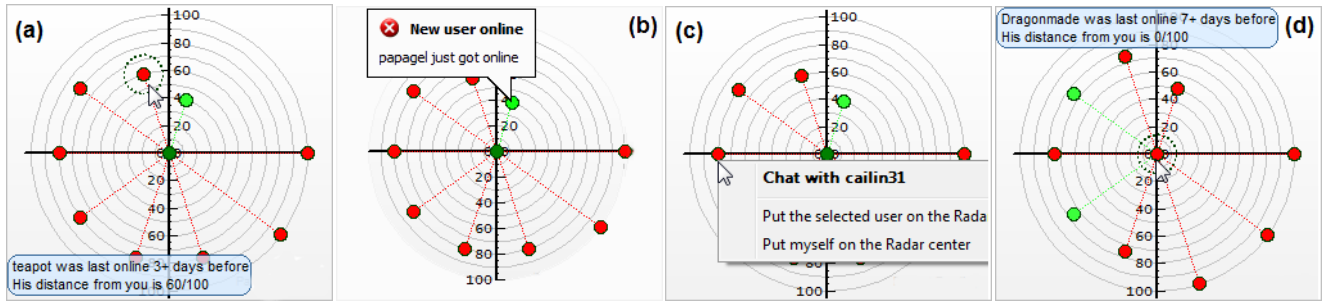 (a)
100
80
60
40
20
20
40
60
100
teapot was last online 3+ days before
His distance from you is 60/100
(b)
New user online
papagel just got online
40
20
20
40
60
80
100
(c)
100
80
60
40
20
Chat with cailin31
Put the selected user on the Rada
Put myself on the Radar center
100
(d)
Dragonmade was last online 7+ days before
His distance from you is 0/100
80
60
40
20
20
40
60
80
100